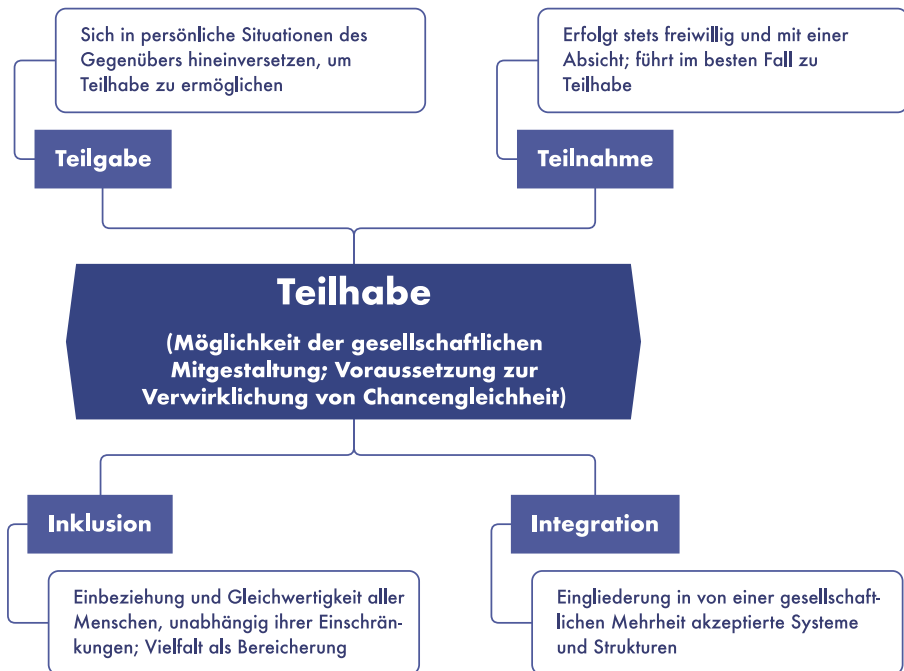 Sich in persönliche Situationen des
Gegenübers hineinversetzen, um
Teilhabe zu ermöglichen
Teilgabe
Erfolgt stets freiwillig und mit einer
Absicht; führt im besten Fall zu
Teilhabe
Teilnahme
Teilhabe
(Möglichkeit der gesellschaftlichen
Mitgestaltung; Voraussetzung zur
Verwirklichung von Chancengleichheit)
Inklusion
Einbeziehung und Gleichwertigkeit aller
Menschen, unabhängig ihrer Einschrän-
kungen; Vielfalt als Bereicherung
Integration
Eingliederung in von einer gesellschaft-
lichen Mehrheit akzeptierte Systeme
und Strukturen